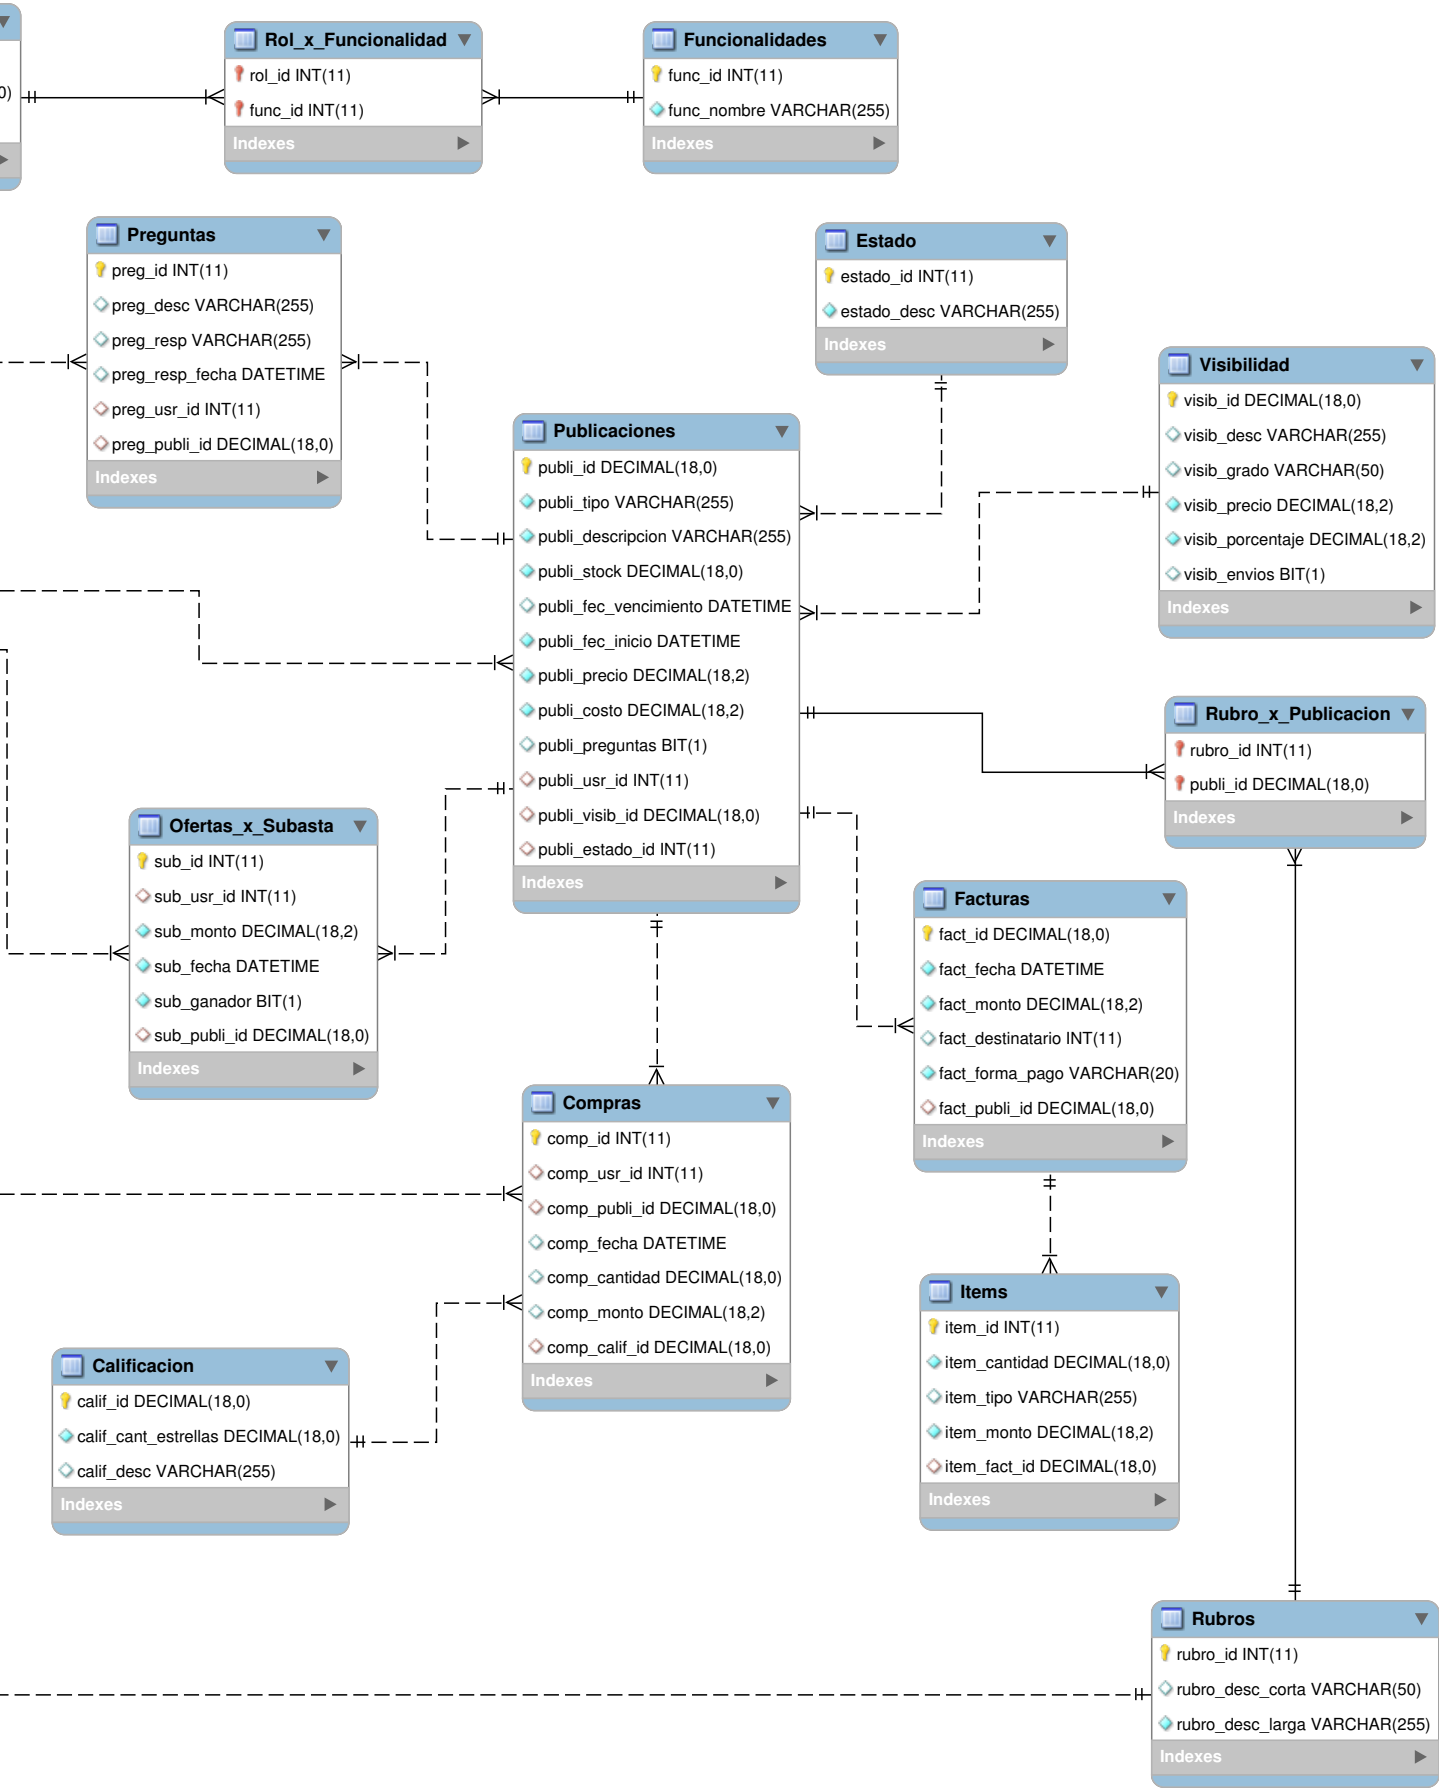 0)
Rol_x_Funcionalidad
rol_id INT(11)
func_id INT(11)
Indexes
Funcionalidades
func_id INT(11)
func_nombre VARCHAR(255)
Indexes
Preguntas
preg_id INT(11)
preg_desc VARCHAR(255)
preg_resp VARCHAR(255)
preg_resp_fecha DATETIME
preg_usr_id INT(11)
preg_publi_id DECIMAL(18,0)
Indexes
Estado
estado_id INT(11)
estado_desc VARCHAR(255)
Indexes
Visibilidad
visib_id DECIMAL(18,0)
visib_desc VARCHAR(255)
visib_grado VARCHAR(50)
visib_precio DECIMAL(18,2)
visib_porcentaje DECIMAL(18,2)
visib_envios BIT(1)
Indexes
Publicaciones
publi_id DECIMAL(18,0)
publi_tipo VARCHAR(255)
publi_descripcion VARCHAR(255)
publi_stock DECIMAL(18,0)
publi_fec_vencimiento DATETIME
publi_fec_inicio DATETIME
publi_precio DECIMAL(18,2)
publi_costo DECIMAL(18,2)
publi_preguntas BIT(1)
publi_usr_id INT(11)
publi_visib_id DECIMAL(18,0)
publi_estado_id INT(11)
Indexes
Rubro_x_Publicacion
rubro_id INT(11)
publi_id DECIMAL(18,0)
Indexes
Ofertas_x_Subasta
sub_id INT(11)
sub_usr_id INT(11)
sub_monto DECIMAL(18,2)
sub_fecha DATETIME
sub_ganador BIT(1)
sub_publi_id DECIMAL(18,0)
Indexes
Facturas
fact_id DECIMAL(18,0)
fact_fecha DATETIME
fact_monto DECIMAL(18,2)
fact_destinatario INT(11)
fact_forma_pago VARCHAR(20)
fact_publi_id DECIMAL(18,0)
Indexes
Compras
comp_id INT(11)
comp_usr_id INT(11)
comp_publi_id DECIMAL(18,0)
comp_fecha DATETIME
comp_cantidad DECIMAL(18,0)
comp_monto DECIMAL(18,2)
comp_calif_id DECIMAL(18,0)
Indexes
Items
item_id INT(11)
item_cantidad DECIMAL(18,0)
item_tipo VARCHAR(255)
item_monto DECIMAL(18,2)
item_fact_id DECIMAL(18,0)
Indexes
Calificacion
calif_id DECIMAL(18,0)
calif_cant_estrellas DECIMAL(18,0)
calif_desc VARCHAR(255)
Indexes
Rubros
rubro_id INT(11)
rubro_desc_corta VARCHAR(50)
rubro_desc_larga VARCHAR(255)
Indexes